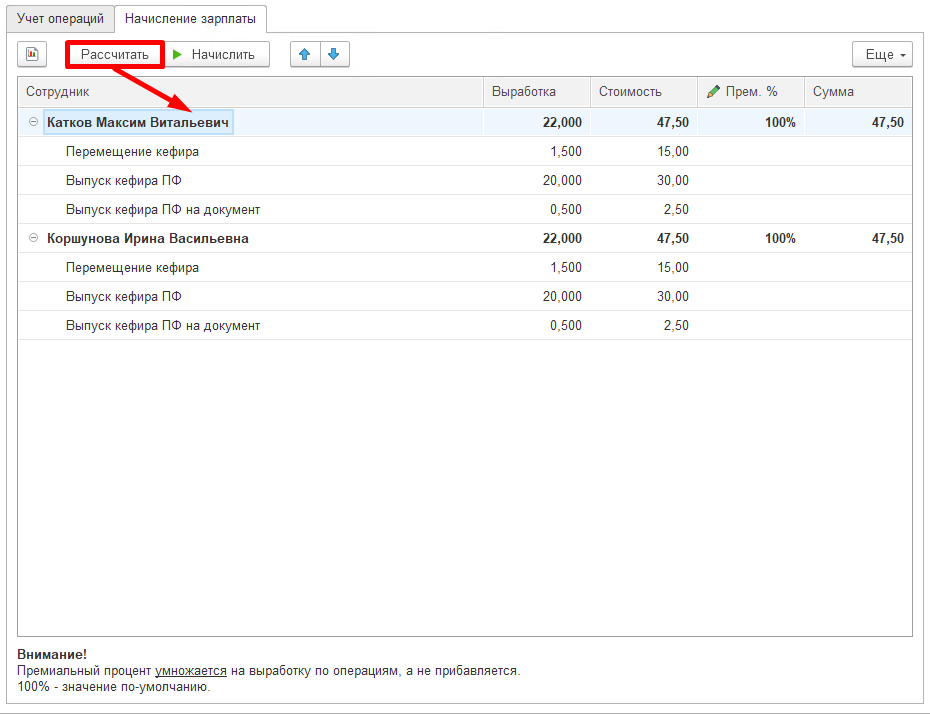 Учет операций Начисление зарплаты
Рассчитать Начислить Еще
Сотрудник Выработка Стоимость Прем. % Сумма
Катков Максим Витальевич 22,000 47,50 100% 47,50
Перемещение кефира 1,500 15,00
Выпуск кефира ПФ 20,000 30,00
Выпуск кефира ПФ на документ 0,500 2,50
Коршунова Ирина Васильевна 22,000 47,50 100% 47,50
Перемещение кефира 1,500 15,00
Выпуск кефира ПФ 20,000 30,00
Выпуск кефира ПФ на документ 0,500 2,50
Внимание!
Премиальный процент умножается на выработку по операциям, а не прибавляется.
100% - значение по-умолчанию.